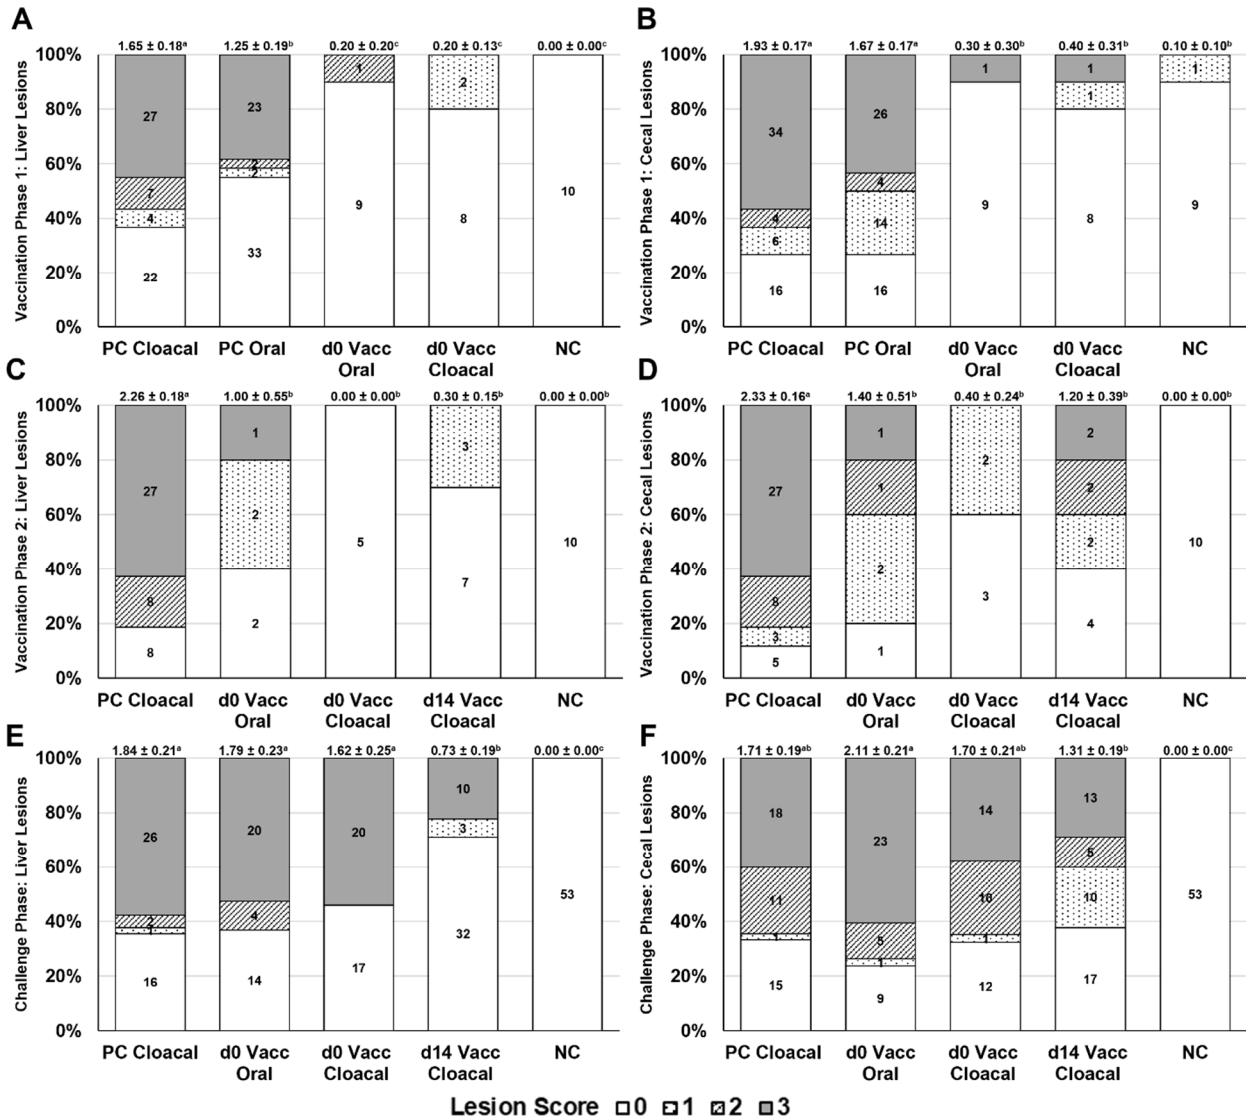 A
Vaccination Phase 1: Liver Lesions
1.65 ± 0.18ᵃ 1.25 ± 0.19ᵇ 0.20 ± 0.20ᶜ 0.20 ± 0.13ᶜ 0.00 ± 0.00ᶜ
100%
80%
60%
40%
20%
0%
27 7 4 22
23 2 2 33
1 9
2 8
10
PC Cloacal PC Oral d0 Vacc Oral d0 Vacc Cloacal NC
B
Vaccination Phase 1: Cecal Lesions
1.93 ± 0.17ᵃ 1.67 ± 0.17ᵃ 0.30 ± 0.30ᵇ 0.40 ± 0.31ᵇ 0.10 ± 0.10ᵇ
100%
80%
60%
40%
20%
0%
34 4 6 16
26 4 14 16
1 9
1 1 8
1 9
PC Cloacal PC Oral d0 Vacc Oral d0 Vacc Cloacal NC
C
Vaccination Phase 2: Liver Lesions
2.26 ± 0.18ᵃ 1.00 ± 0.55ᵇ 0.00 ± 0.00ᵇ 0.30 ± 0.15ᵇ 0.00 ± 0.00ᵇ
100%
80%
60%
40%
20%
0%
27 8 8
1 2 2
5
3 7
10
PC Cloacal d0 Vacc Oral d0 Vacc Cloacal d14 Vacc Cloacal NC
D
Vaccination Phase 2: Cecal Lesions
2.33 ± 0.16ᵃ 1.40 ± 0.51ᵇ 0.40 ± 0.24ᵇ 1.20 ± 0.39ᵇ 0.00 ± 0.00ᵇ
100%
80%
60%
40%
20%
0%
27 8 3 5
1 1 2 1
2 3
2 2 2 4
10
PC Cloacal d0 Vacc Oral d0 Vacc Cloacal d14 Vacc Cloacal NC
E
Challenge Phase: Liver Lesions
1.84 ± 0.21ᵃ 1.79 ± 0.23ᵃ 1.62 ± 0.25ᵃ 0.73 ± 0.19ᵇ 0.00 ± 0.00ᶜ
100%
80%
60%
40%
20%
0%
26 2 1 16
20 4 14
20 17
10 3 32
53
PC Cloacal d0 Vacc Oral d0 Vacc Cloacal d14 Vacc Cloacal NC
F
Challenge Phase: Cecal Lesions
1.71 ± 0.19ᵃᵇ 2.11 ± 0.21ᵃ 1.70 ± 0.21ᵃᵇ 1.31 ± 0.19ᵇ 0.00 ± 0.00ᶜ
100%
80%
60%
40%
20%
0%
18 11 1 15
23 5 1 9
14 10 1 12
13 5 10 17
53
PC Cloacal d0 Vacc Oral d0 Vacc Cloacal d14 Vacc Cloacal NC
Lesion Score 0 1 2 3